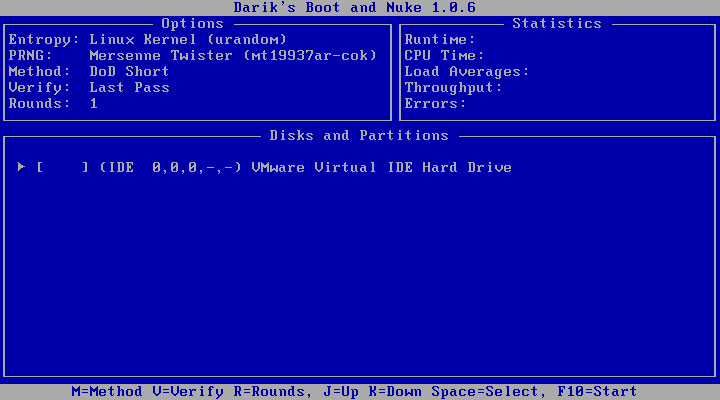 Darik's Boot and Nuke 1.0.6
Options
Entropy: Linux Kernel (urandom)
PRNG: Mersenne Twister (mt19937ar-cok)
Method: DoD Short
Verify: Last Pass
Rounds: 1
Statistics
Runtime:
CPU Time:
Load Averages:
Throughput:
Errors:
Disks and Partitions
▶ [    ] (IDE 0,0,0,-,-) VMware Virtual IDE Hard Drive
M=Method V=Verify R=Rounds, J=Up K=Down Space=Select, F10=Start